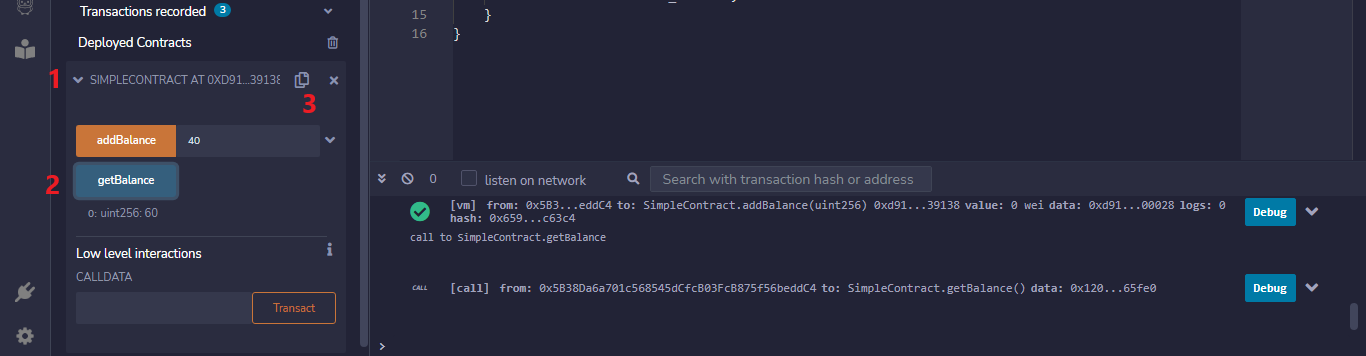 Transactions recorded 3
Deployed Contracts
1
SIMPLECONTRACT AT 0XD91...39138
3
addBalance 40
2
getBalance
0: uint256: 60
Low level interactions
CALLDATA
Transact
15 }
16 }
0 listen on network Search with transaction hash or address
[vm] from: 0x5B3...eddC4 to: SimpleContract.addBalance(uint256) 0xd91...39138 value: 0 wei data: 0xd91...00028 logs: 0
hash: 0x659...c63c4
Debug
call to SimpleContract.getBalance
CALL [call] from: 0x5B38Da6a701c568545dCfcB03FcB875f56beddC4 to: SimpleContract.getBalance() data: 0x120...65fe0
Debug
>